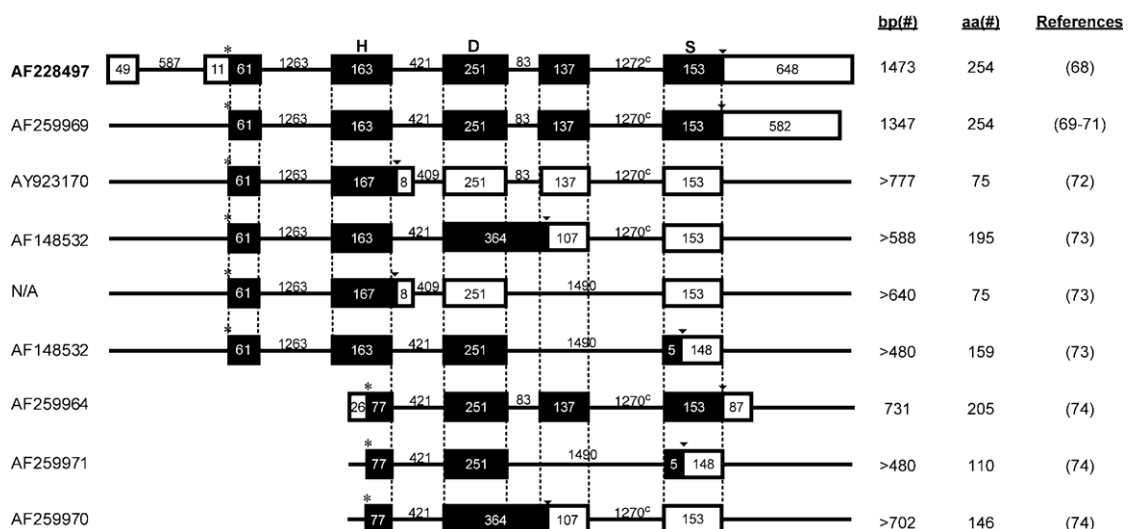 bp(#) aa(#) References
H D S
AF228497 49 587 11 * 61 1263 163 421 251 83 137 1272c 153 648 1473 254 (68)
AF259969 * 61 1263 163 421 251 83 137 1270c 153 582 1347 254 (69-71)
AY923170 * 61 1263 167 8 409 251 83 137 1270c 153 >777 75 (72)
AF148532 * 61 1263 163 421 364 107 1270c 153 >588 195 (73)
N/A * 61 1263 167 8 409 251 1490 153 >640 75 (73)
AF148532 * 61 1263 163 421 251 1490 5 148 >480 159 (73)
AF259964 26 * 77 421 251 83 137 1270c 153 87 731 205 (74)
AF259971 * 77 421 251 1490 5 148 >480 110 (74)
AF259970 * 77 421 364 107 1270c 153 >702 146 (74)